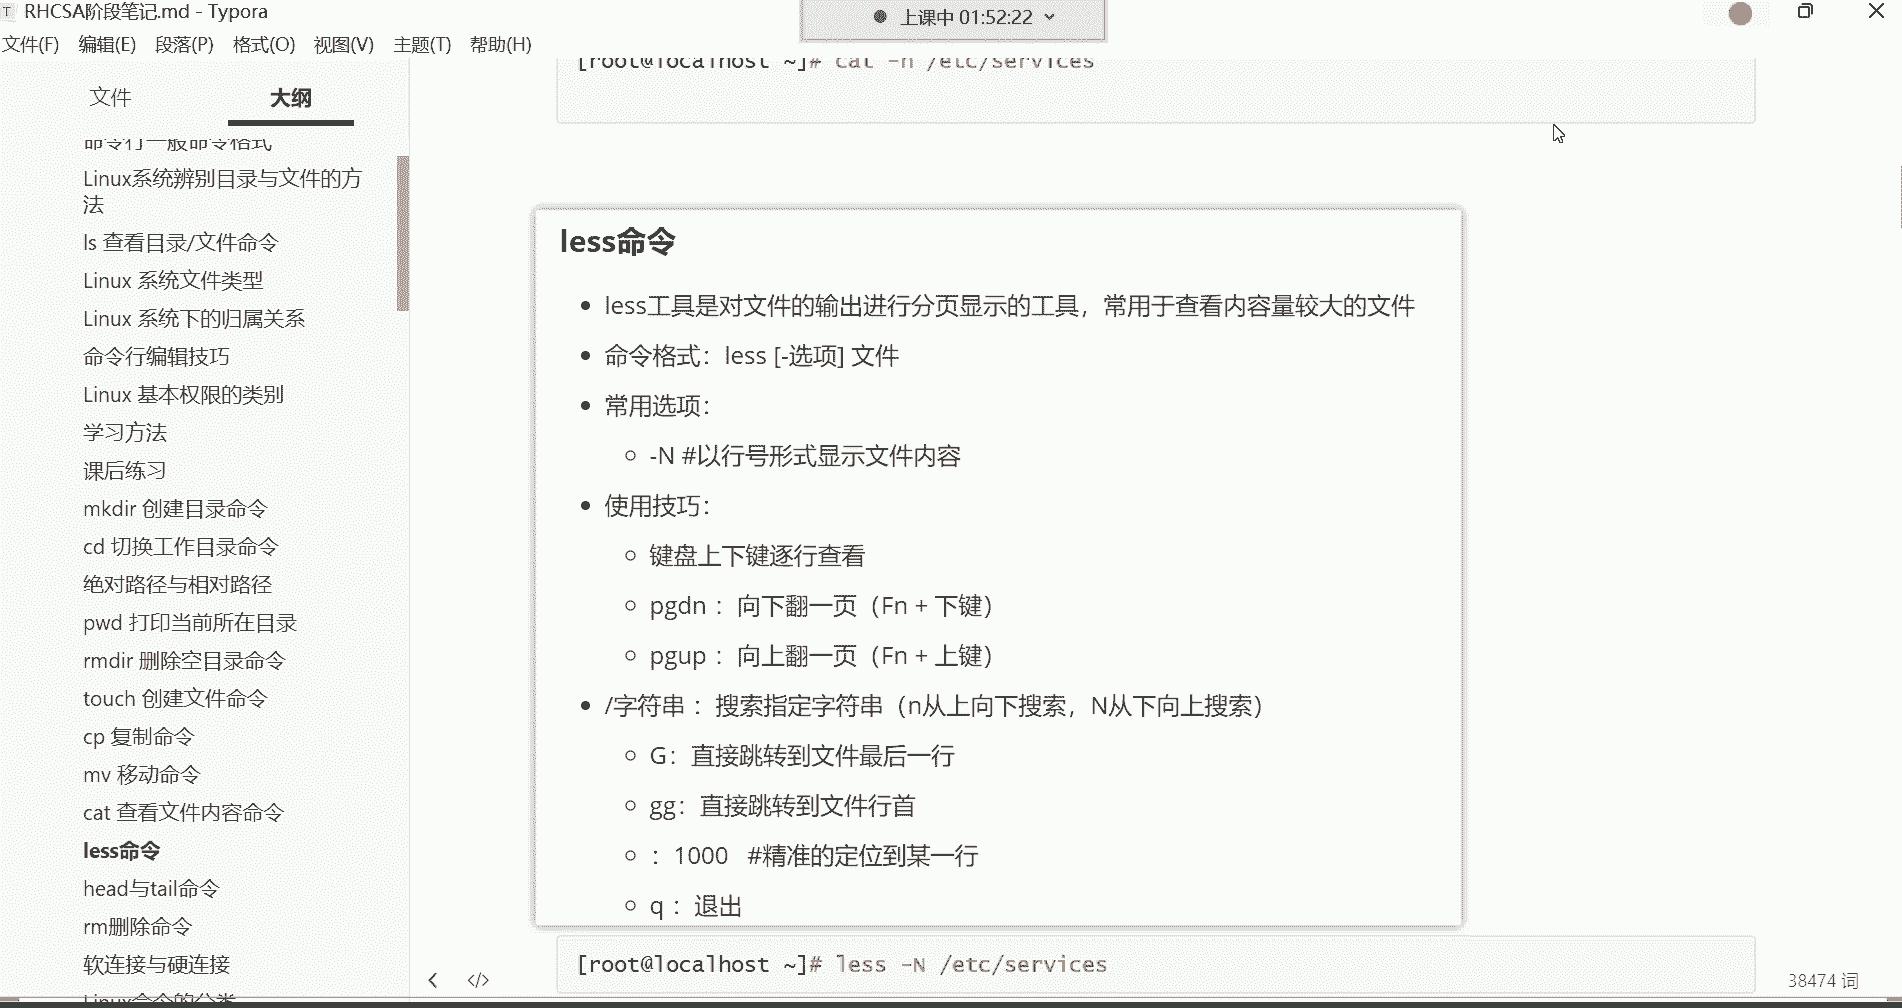 RHCSA阶段笔记.md - Typora
上课中 01:52:22
文件(F) 编辑(E) 段落(P) 格式(O) 视图(V) 主题(T) 帮助(H)
文件 大纲
命令行一般命令格式
Linux系统辨别目录与文件的方
法
ls 查看目录/文件命令
Linux 系统文件类型
Linux 系统下的归属关系
命令行编辑技巧
Linux 基本权限的类别
学习方法
课后练习
mkdir 创建目录命令
cd 切换工作目录命令
绝对路径与相对路径
pwd 打印当前所在目录
rmdir 删除空目录命令
touch 创建文件命令
cp 复制命令
mv 移动命令
cat 查看文件内容命令
less命令
head与tail命令
rm删除命令
软连接与硬连接
Linux命令的分类
[root@localhost ~]# cat -n /etc/services
less命令
less工具是对文件的输出进行分页显示的工具，常用于查看内容量较大的文件
命令格式：less [-选项] 文件
常用选项：
-N #以行号形式显示文件内容
使用技巧：
键盘上下键逐行查看
pgdn ：向下翻一页（Fn + 下键）
pgup ：向上翻一页（Fn + 上键）
/字符串 ：搜索指定字符串（n从上向下搜索，N从下向上搜索）
G：直接跳转到文件最后一行
gg：直接跳转到文件行首
：1000 #精准的定位到某一行
q ：退出
[root@localhost ~]# less -N /etc/services
38474 词